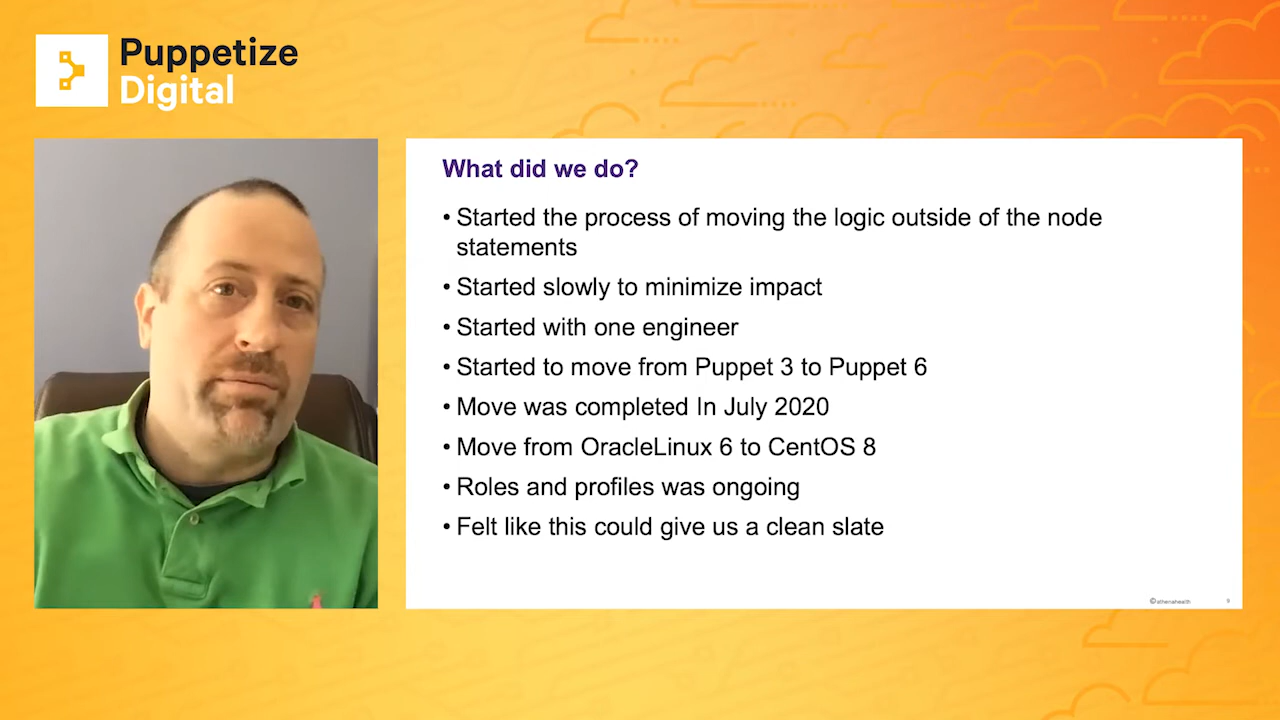 Puppetize
Digital
What did we do?
• Started the process of moving the logic outside of the node
statements
• Started slowly to minimize impact
• Started with one engineer
• Started to move from Puppet 3 to Puppet 6
• Move was completed In July 2020
• Move from OracleLinux 6 to CentOS 8
• Roles and profiles was ongoing
• Felt like this could give us a clean slate
©athenahealth
9